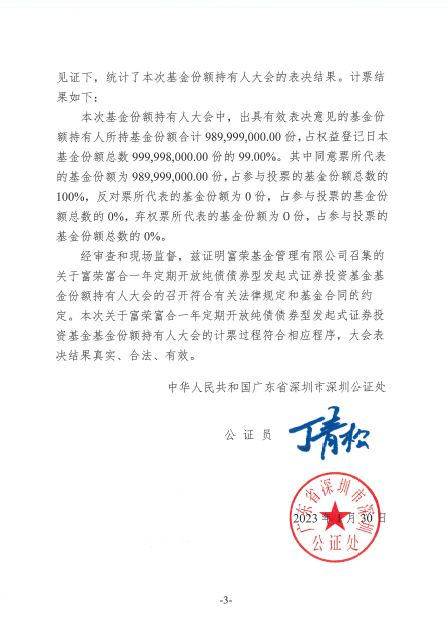 见证下，统计了本次基金份额持有人大会的表决结果。计票结
果如下：
本次基金份额持有人大会中，出具有效表决意见的基金份
额持有人所持基金份额合计 989,999,000.00 份，占权益登记日本
基金份额总数 999,998,000.00 份的 99.00%。其中同意票所代表
的基金份额为 989,999,000.00 份，占参与投票的基金份额总数的
100%，反对票所代表的基金份额为 0 份，占参与投票的基金份
额总数的 0%，弃权票所代表的基金份额为 O 份，占参与投票的
基金份额总数的 0%。
经审查和现场监督，兹证明富荣基金管理有限公司召集的
关于富荣富合一年定期开放纯债债券型发起式证券投资基金基
金份额持有人大会的召开符合有关法律规定和基金合同的约
定。本次关于富荣富合一年定期开放纯债债券型发起式证券投
资基金基金份额持有人大会的计票过程符合相应程序，大会表
决结果真实、合法、有效。
中华人民共和国广东省深圳市深圳公证处
公 证 员 丁青松
广东省深圳市深圳
2023 年 1 月 30 日
公证处
-3-